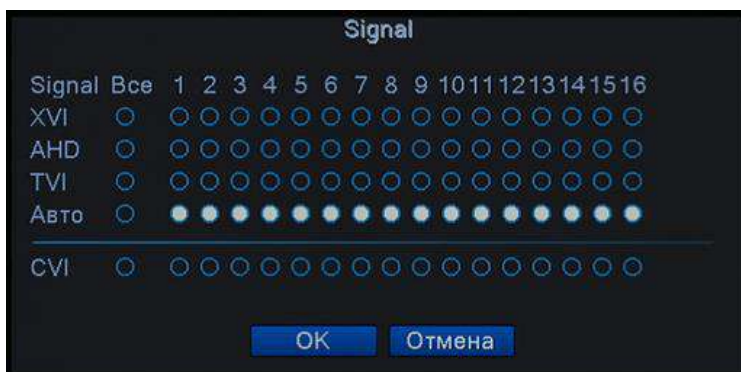 Signal
Signal Все 1 2 3 4 5 6 7 8 9 10 11 12 13 14 15 16
XVI
AHD
TVI
Авто
CVI
OK Отмена